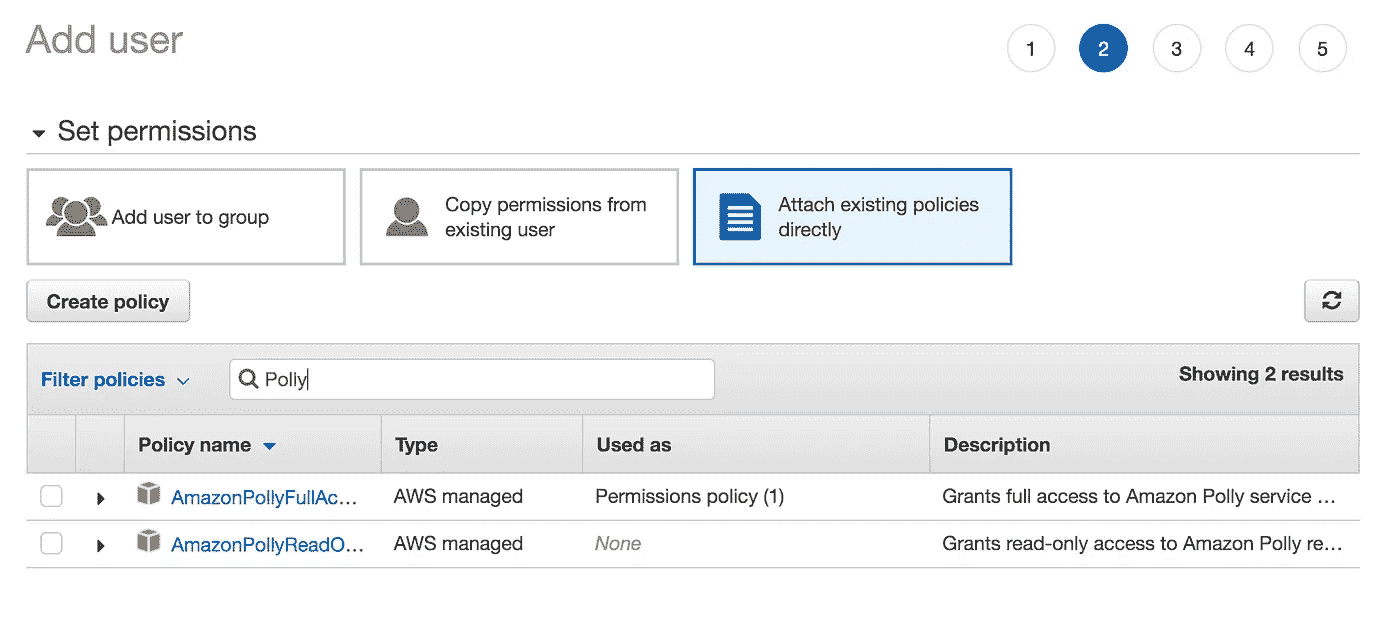 Add user
1 2 3 4 5
Set permissions
Add user to group
Copy permissions from
existing user
Attach existing policies
directly
Create policy
Filter policies
Polly
Showing 2 results
Policy name Type Used as Description
AmazonPollyFullAc... AWS managed Permissions policy (1) Grants full access to Amazon Polly service ...
AmazonPollyReadO... AWS managed None Grants read-only access to Amazon Polly re...